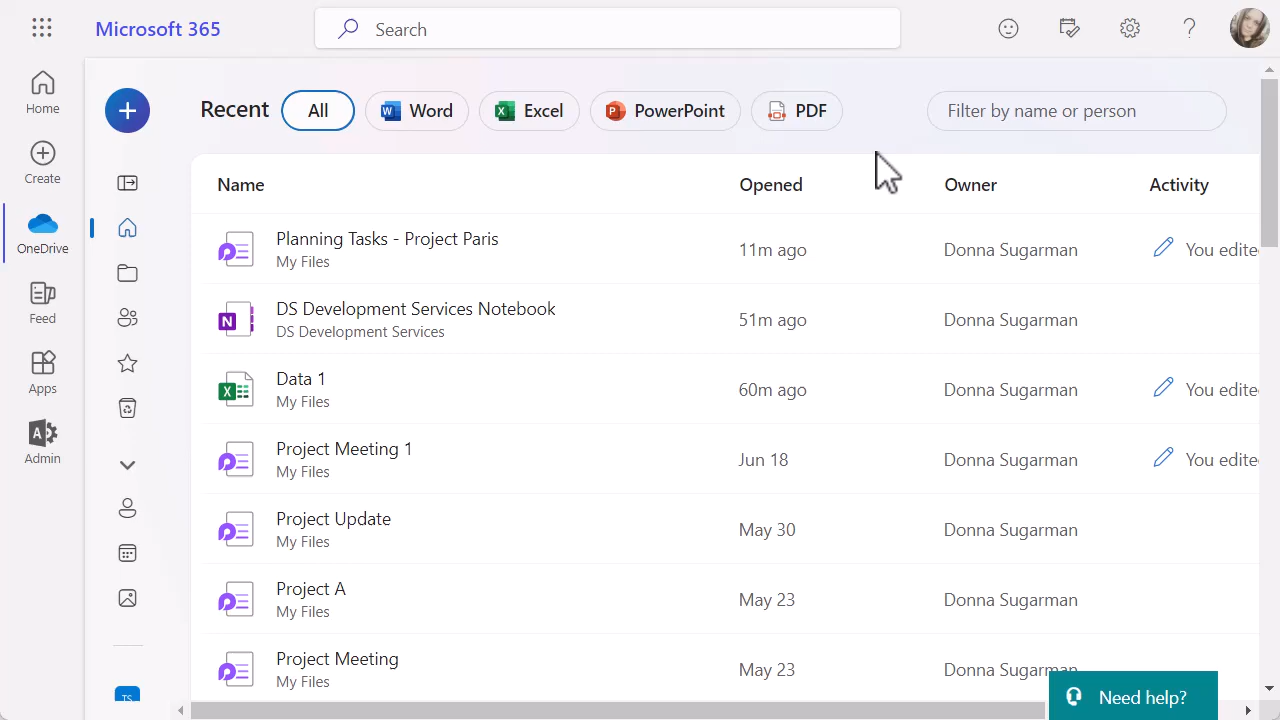 Microsoft 365
Search
Home
Create
OneDrive
Feed
Apps
Admin
Recent
All
Word
Excel
PowerPoint
PDF
Filter by name or person
Name
Opened
Owner
Activity
Planning Tasks - Project Paris
My Files
11m ago
Donna Sugarman
You edite
DS Development Services Notebook
DS Development Services
51m ago
Donna Sugarman
Data 1
My Files
60m ago
Donna Sugarman
You edite
Project Meeting 1
My Files
Jun 18
Donna Sugarman
You edite
Project Update
My Files
May 30
Donna Sugarman
Project A
My Files
May 23
Donna Sugarman
Project Meeting
My Files
May 23
Donna Sugarman
TS
Need help?